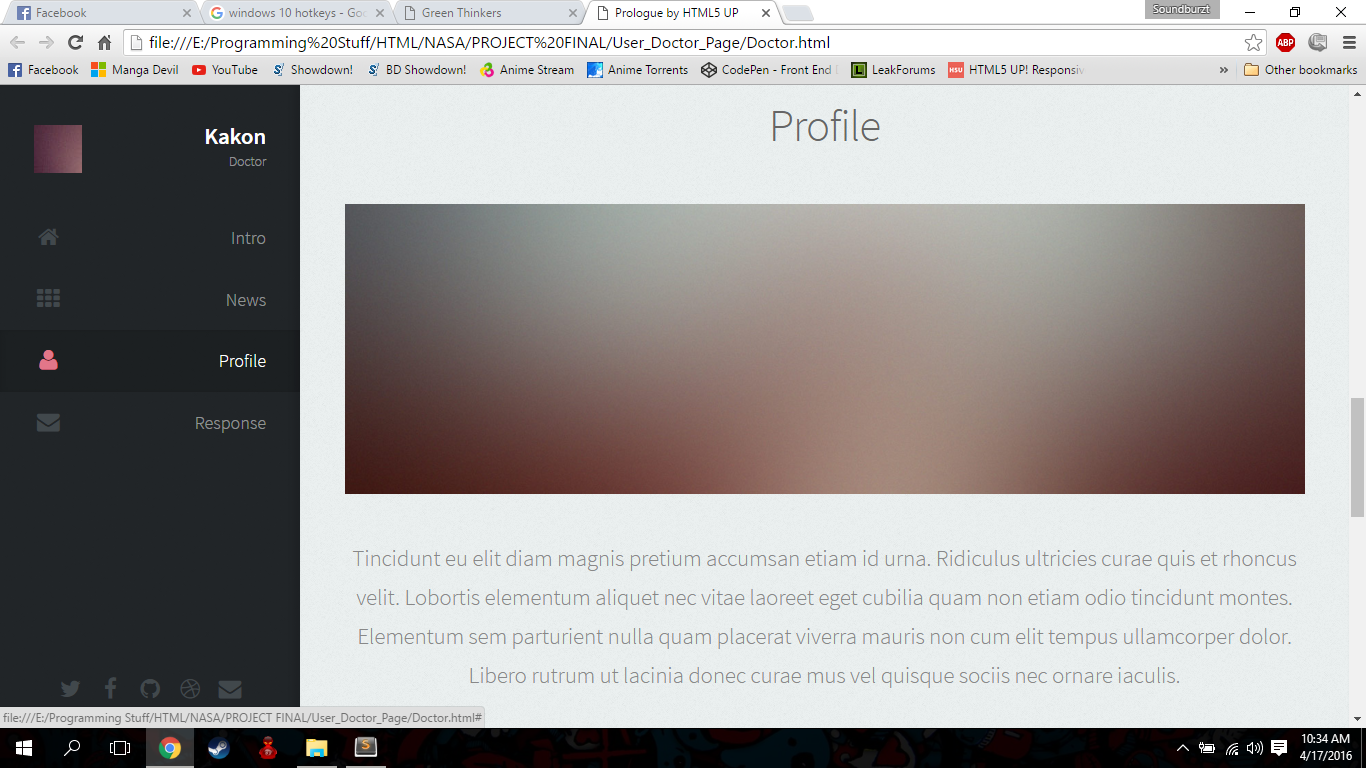 Facebook
windows 10 hotkeys - Goo
Green Thinkers
Prologue by HTML5 UP
Soundburzt
file:///E:/Programming%20Stuff/HTML/NASA/PROJECT%20FINAL/User_Doctor_Page/Doctor.html
ABP
Facebook
Manga Devil
YouTube
Showdown!
BD Showdown!
Anime Stream
Anime Torrents
CodePen - Front End
LeakForums
HTML5 UP! Responsiv
»
Other bookmarks
Kakon
Doctor
Intro
News
Profile
Response
Profile
Tincidunt eu elit diam magnis pretium accumsan etiam id urna. Ridiculus ultricies curae quis et rhoncus
velit. Lobortis elementum aliquet nec vitae laoreet eget cubilia quam non etiam odio tincidunt montes.
Elementum sem parturient nulla quam placerat viverra mauris non cum elit tempus ullamcorper dolor.
Libero rutrum ut lacinia donec curae mus vel quisque sociis nec ornare iaculis.
file:///E:/Programming Stuff/HTML/NASA/PROJECT FINAL/User_Doctor_Page/Doctor.html#
10:34 AM
4/17/2016